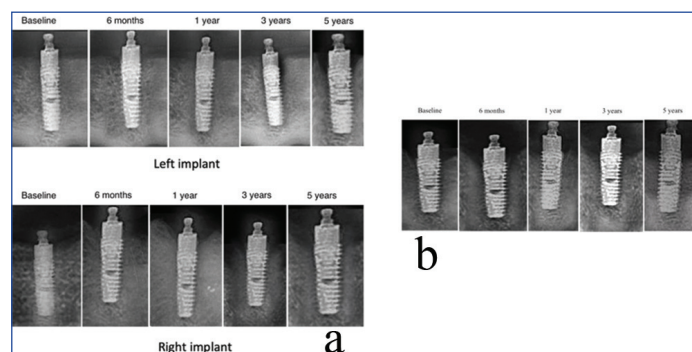 Baseline 6 months 1 year 3 years 5 years
Left implant
Baseline 6 months 1 year 3 years 5 years
Right implant
a
Baseline 6 months 1 year 3 years 5 years
b